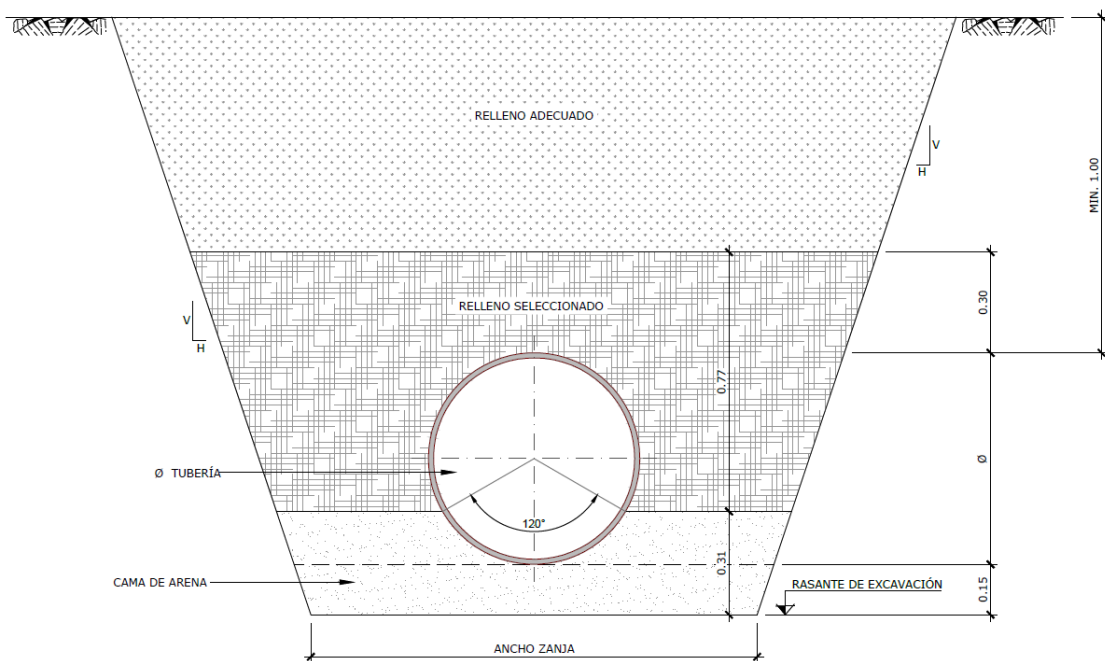 RELLENO ADECUADO
V
H
MIN. 1.00
RELLENO SELECCIONADO
0.30
V
H
0.77
Ø TUBERÍA
Ø
120°
CAMA DE ARENA
0.31
RASANTE DE EXCAVACIÓN
0.15
ANCHO ZANJA